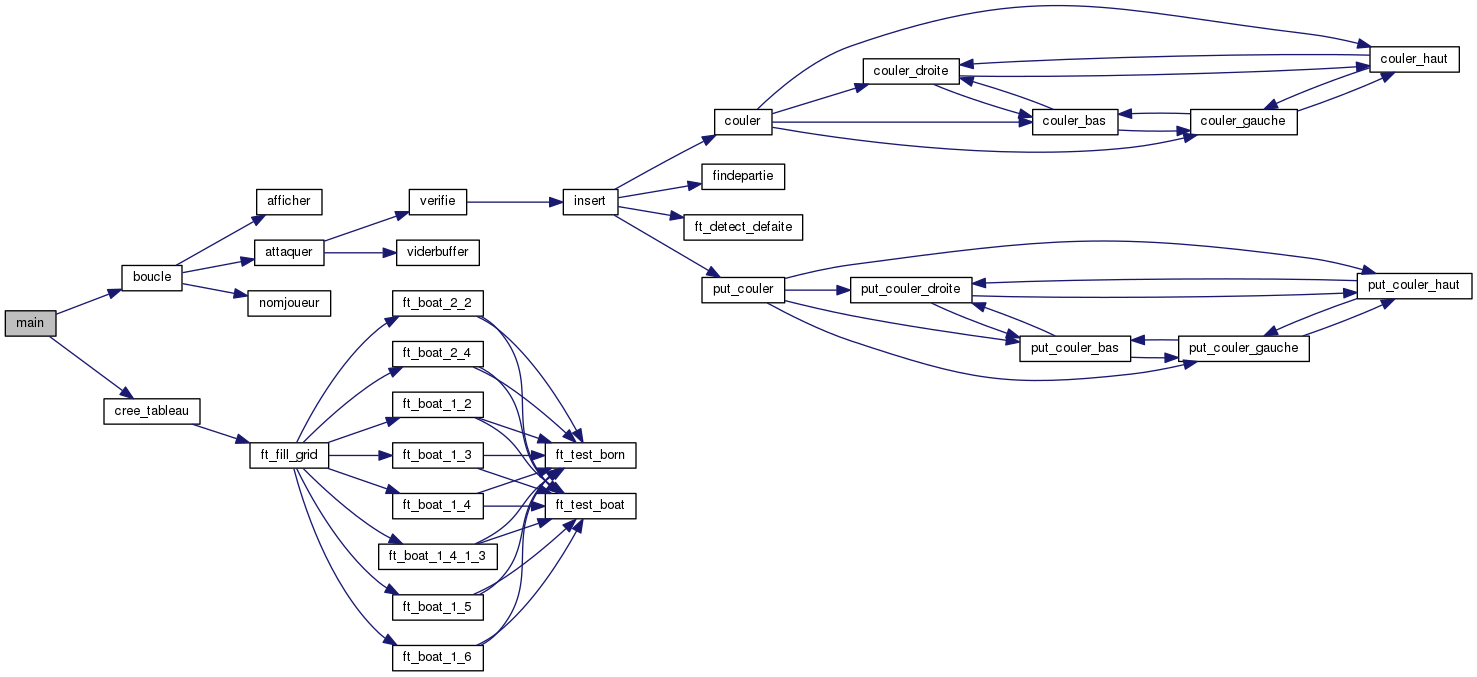 main
boucle
cree_tableau
afficher
attaquer
nomjoueur
ft_fill_grid
verifie
viderbuffer
ft_boat_2_2
ft_boat_2_4
ft_boat_1_2
ft_boat_1_3
ft_boat_1_4
ft_boat_1_4_1_3
ft_boat_1_5
ft_boat_1_6
insert
ft_test_born
ft_test_boat
couler
findepartie
ft_detect_defaite
put_couler
couler_droite
couler_bas
couler_gauche
couler_haut
put_couler_droite
put_couler_bas
put_couler_gauche
put_couler_haut